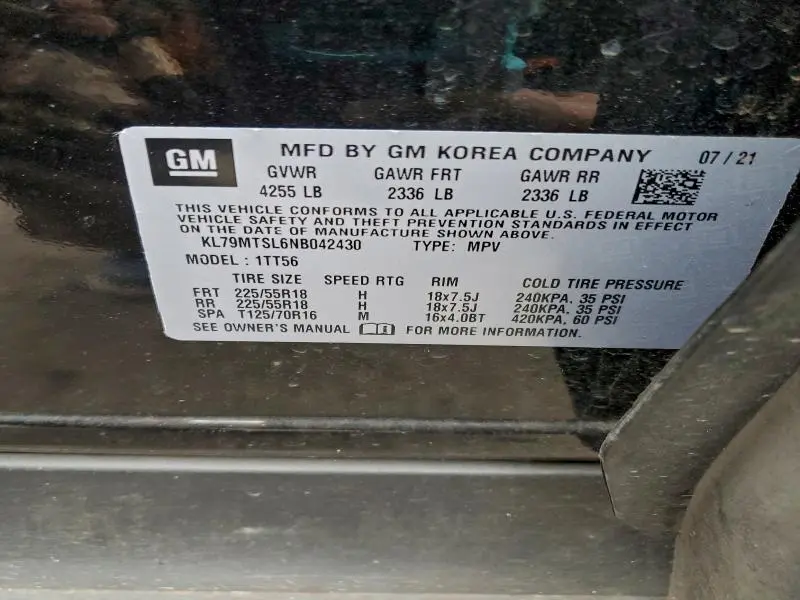 GM MFD BY GM KOREA COMPANY 07/21
GVWR GAWR FRT GAWR RR
4255 LB 2336 LB 2336 LB
THIS VEHICLE CONFORMS TO ALL APPLICABLE U.S. FEDERAL MOTOR
VEHICLE SAFETY AND THEFT PREVENTION STANDARDS IN EFFECT
ON THE DATE OF MANUFACTURE SHOWN ABOVE.
KL79MTSL6NB042430 TYPE: MPV
MODEL : 1TT56
TIRE SIZE SPEED RTG RIM COLD TIRE PRESSURE
FRT 225/55R18 H 18x7.5J 240KPA, 35 PSI
RR 225/55R18 H 18x7.5J 240KPA, 35 PSI
SPA T125/70R16 M 16x4.0BT 420KPA, 60 PSI
SEE OWNER'S MANUAL FOR MORE INFORMATION.